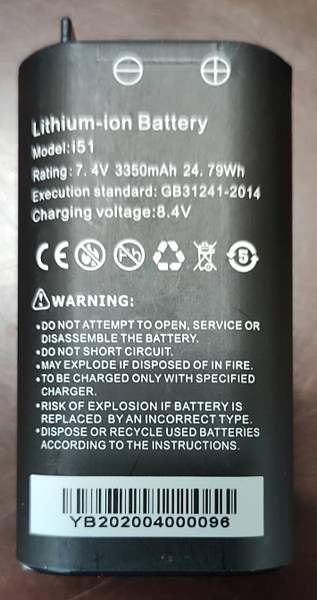 Lithium-ion Battery
Model:i51
Rating: 7.4V 3350mAh 24.79Wh
Execution standard: GB31241-2014
Charging voltage:8.4V
CE Pb 5
WARNING:
•DO NOT ATTEMPT TO OPEN, SERVICE OR
DISASSEMBLE THE BATTERY.
•DO NOT SHORT CIRCUIT.
•MAY EXPLODE IF DISPOSED OF IN FIRE.
•TO BE CHARGED ONLY WITH SPECIFIED
CHARGER.
•RISK OF EXPLOSION IF BATTERY IS
REPLACED BY AN INCORRECT TYPE.
•DISPOSE OR RECYCLE USED BATTERIES
ACCORDING TO THE INSTRUCTIONS.
YB202004000096